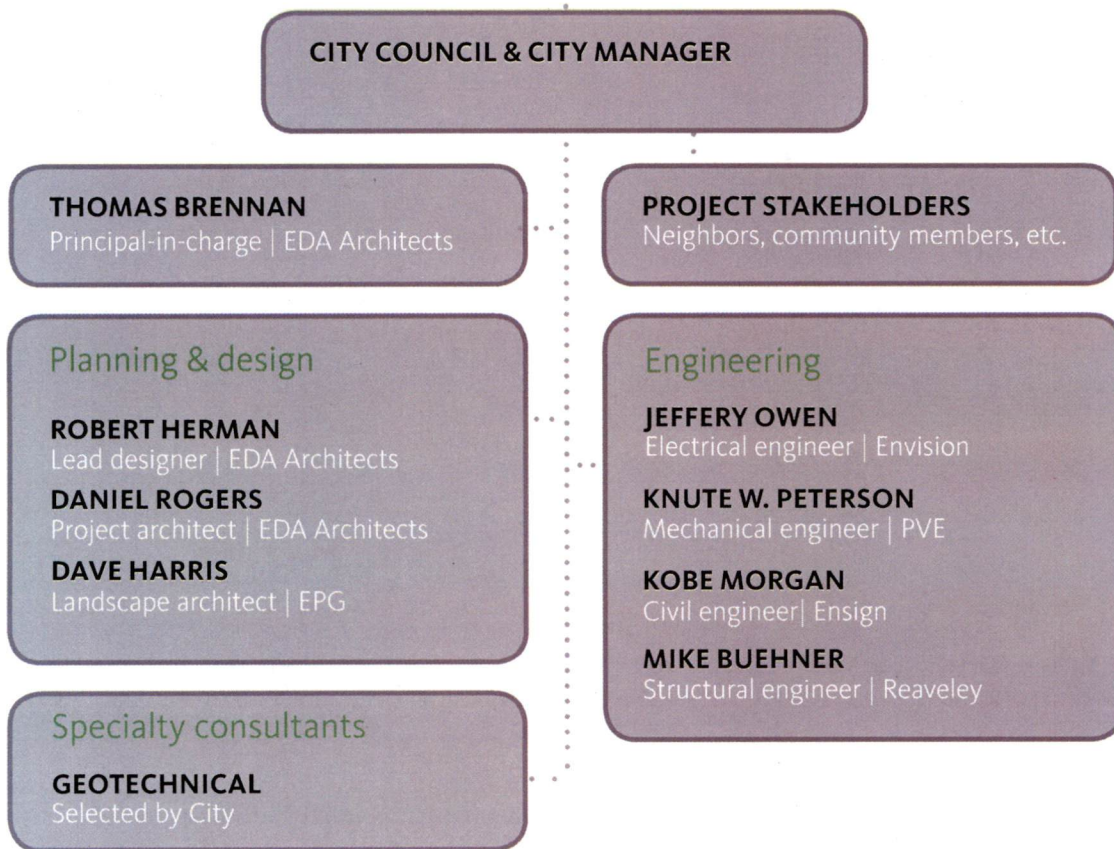 CITY COUNCIL & CITY MANAGER
THOMAS BRENNAN
Principal-in-charge | EDA Architects
PROJECT STAKEHOLDERS
Neighbors, community members, etc.
Planning & design
ROBERT HERMAN
Lead designer | EDA Architects
DANIEL ROGERS
Project architect | EDA Architects
DAVE HARRIS
Landscape architect | EPG
Engineering
JEFFERY OWEN
Electrical engineer | Envision
KNUTE W. PETERSON
Mechanical engineer | PVE
KOBE MORGAN
Civil engineer| Ensign
MIKE BUEHNER
Structural engineer | Reaveley
Specialty consultants
GEOTECHNICAL
Selected by City